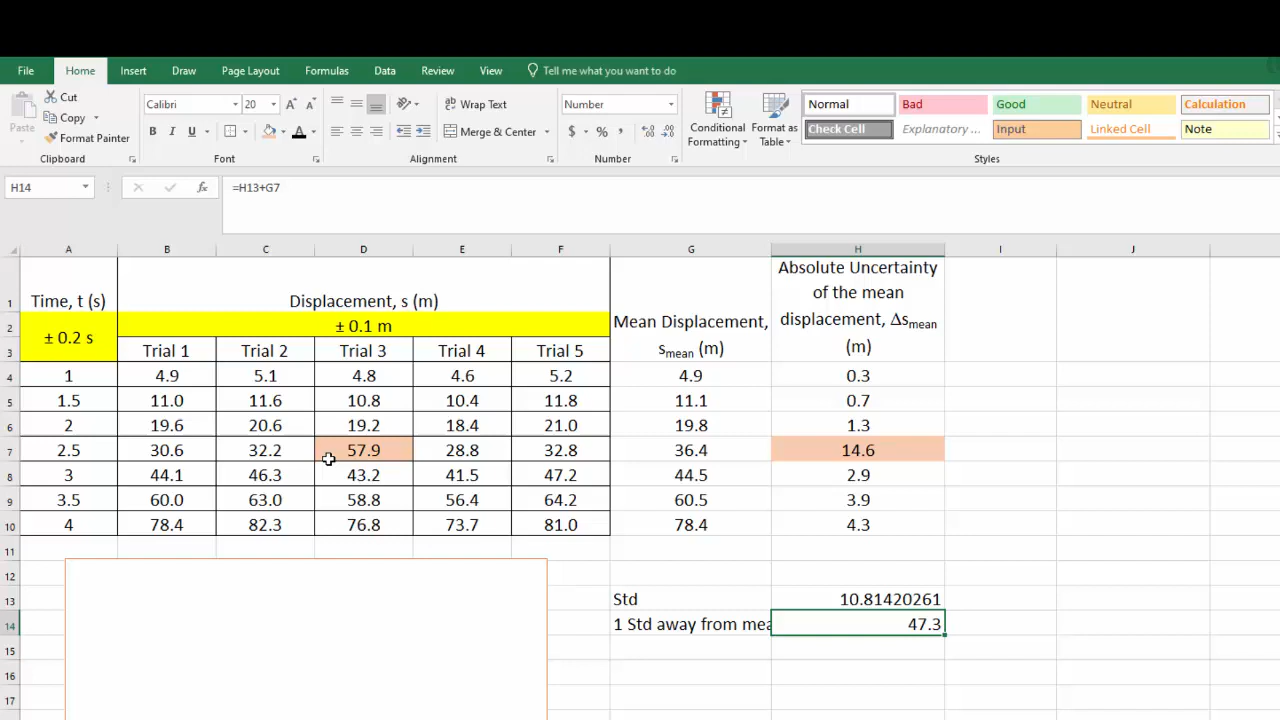 File Home Insert Draw Page Layout Formulas Data Review View Tell me what you want to do
Paste
Cut
Copy
Format Painter
Clipboard
Calibri 20 A A
B I U A
Font
Wrap Text
Merge & Center
Alignment
Number
$ % ,
Number
Conditional
Formatting
Format as
Table
Normal Bad Good Neutral Calculation
Check Cell Explanatory ... Input Linked Cell Note
Styles
H14 fx =H13+G7
A B C D E F G H I J
1 Time, t (s) Displacement, s (m) Mean Displacement, smean (m) Absolute Uncertainty of the mean displacement, Δsmean (m)
2 ± 0.2 s ± 0.1 m
3 Trial 1 Trial 2 Trial 3 Trial 4 Trial 5
4 1 4.9 5.1 4.8 4.6 5.2 4.9 0.3
5 1.5 11.0 11.6 10.8 10.4 11.8 11.1 0.7
6 2 19.6 20.6 19.2 20.4 21.0 19.8 1.3
7 2.5 30.6 32.2 57.9 28.8 32.8 36.4 14.6
8 3 44.1 46.3 43.2 41.5 47.2 44.5 2.9
9 3.5 60.0 63.0 58.8 56.4 64.2 60.5 3.9
10 4 78.4 82.3 76.8 73.7 81.0 78.4 4.3
11
12
13 Std 10.81420261
14 1 Std away from mea 47.3
15
16
17